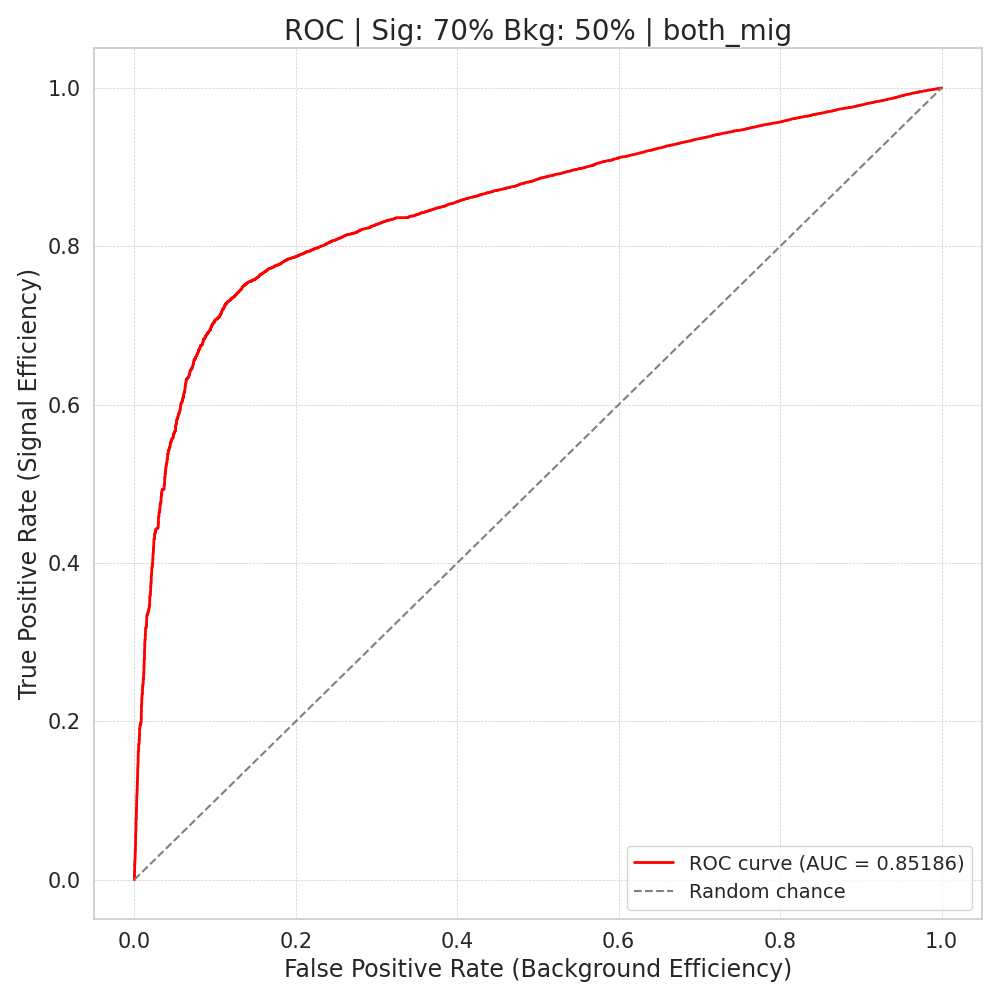 ROC | Sig: 70% Bkg: 50% | both_mig
True Positive Rate (Signal Efficiency)
1.0
0.8
0.6
0.4
0.2
0.0
ROC curve (AUC = 0.85186)
Random chance
0.0 0.2 0.4 0.6 0.8 1.0
False Positive Rate (Background Efficiency)